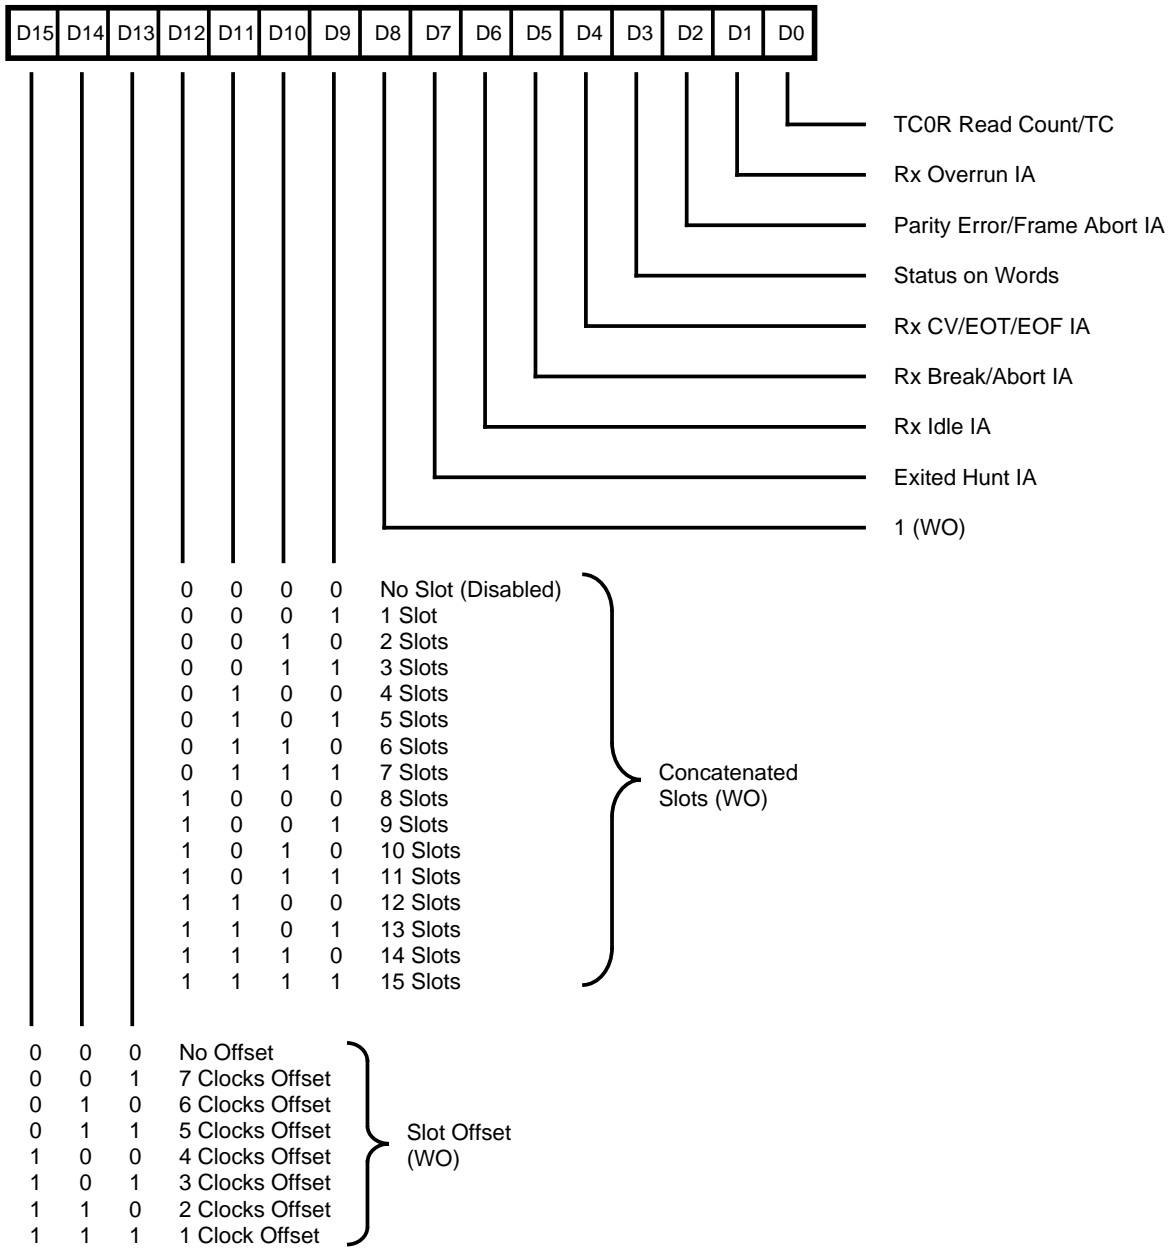 D15 D14 D13 D12 D11 D10 D9 D8 D7 D6 D5 D4 D3 D2 D1 D0
TC0R Read Count/TC
Rx Overrun IA
Parity Error/Frame Abort IA
Status on Words
Rx CV/EOT/EOF IA
Rx Break/Abort IA
Rx Idle IA
Exited Hunt IA
1 (WO)
0 0 0 0 No Slot (Disabled)
0 0 0 1 1 Slot
0 0 1 0 2 Slots
0 0 1 1 3 Slots
0 1 0 0 4 Slots
0 1 0 1 5 Slots
0 1 1 0 6 Slots
0 1 1 1 7 Slots
1 0 0 0 8 Slots
1 0 0 1 9 Slots
1 0 1 0 10 Slots
1 0 1 1 11 Slots
1 1 0 0 12 Slots
1 1 0 1 13 Slots
1 1 1 0 14 Slots
1 1 1 1 15 Slots
Concatenated
Slots (WO)
0 0 0 No Offset
0 0 1 7 Clocks Offset
0 1 0 6 Clocks Offset
0 1 1 5 Clocks Offset
1 0 0 4 Clocks Offset
1 0 1 3 Clocks Offset
1 1 0 2 Clocks Offset
1 1 1 1 Clock Offset
Slot Offset
(WO)